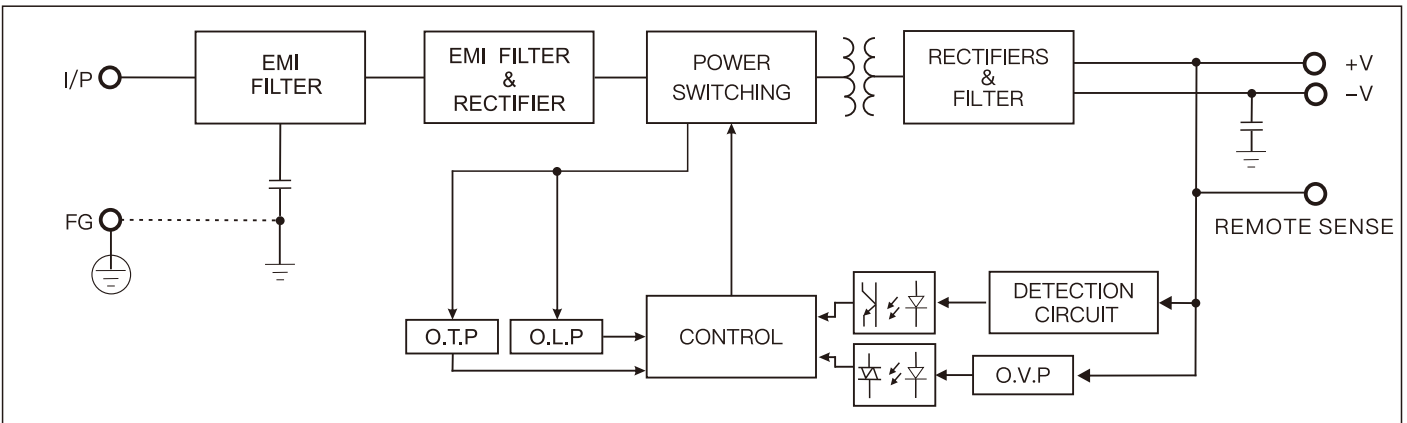 I/P
EMI
FILTER
EMI FILTER
&
RECTIFIER
POWER
SWITCHING
RECTIFIERS
&
FILTER
+V
−V
FG
REMOTE SENSE
O.T.P
O.L.P
CONTROL
DETECTION
CIRCUIT
O.V.P